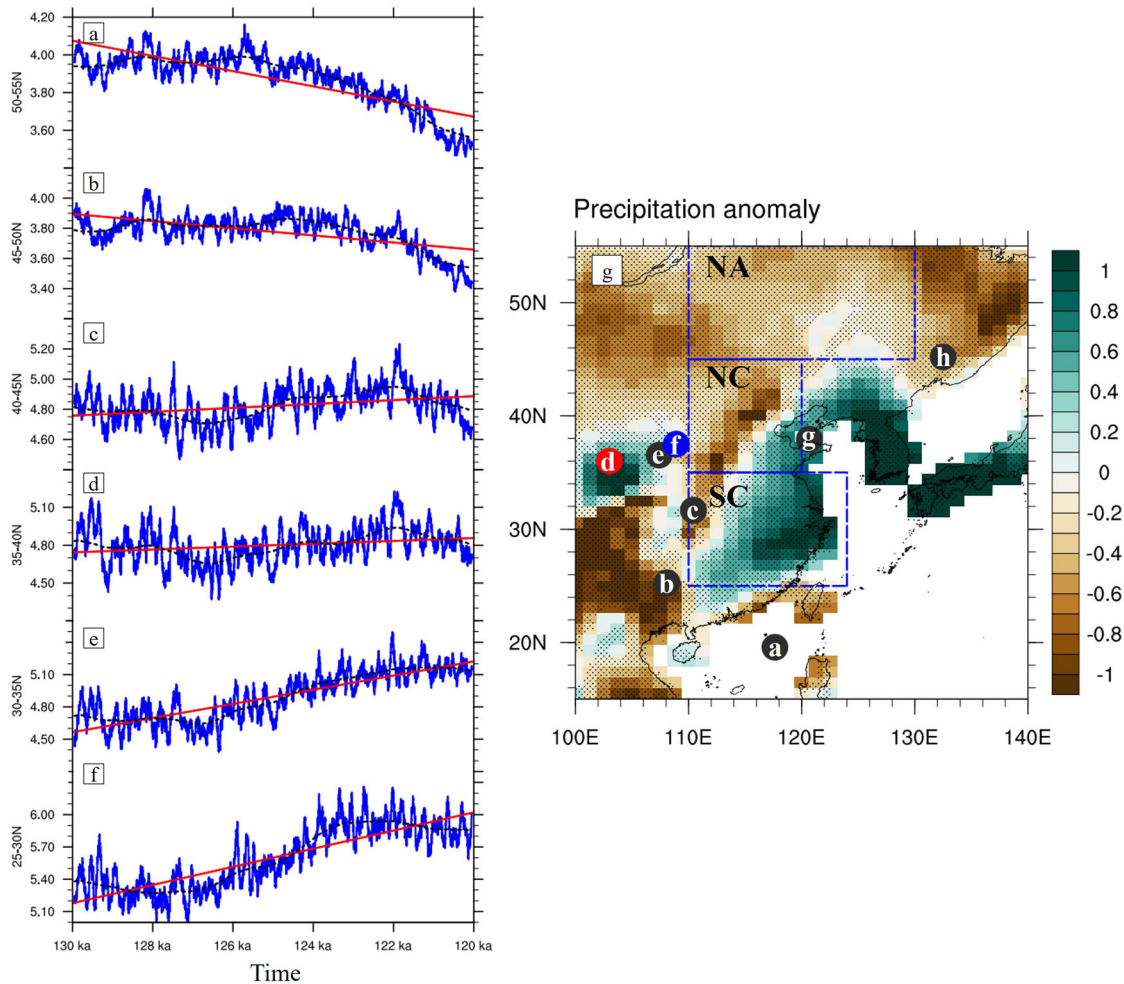 4.20
a
4.00
3.80
3.60
50-55N
b
4.00
3.80
3.60
3.40
45-50N
c
5.20
5.00
4.80
4.60
40-45N
d
5.10
4.80
4.50
35-40N
e
5.10
4.80
4.50
30-35N
f
6.00
5.70
5.40
5.10
25-30N
130 ka 128 ka 126 ka 124 ka 122 ka 120 ka
Time
Precipitation anomaly
g
NA
NC
SC
h
g
f
e
d
c
b
a
50N
40N
30N
20N
100E 110E 120E 130E 140E
1
0.8
0.6
0.4
0.2
0
-0.2
-0.4
-0.6
-0.8
-1